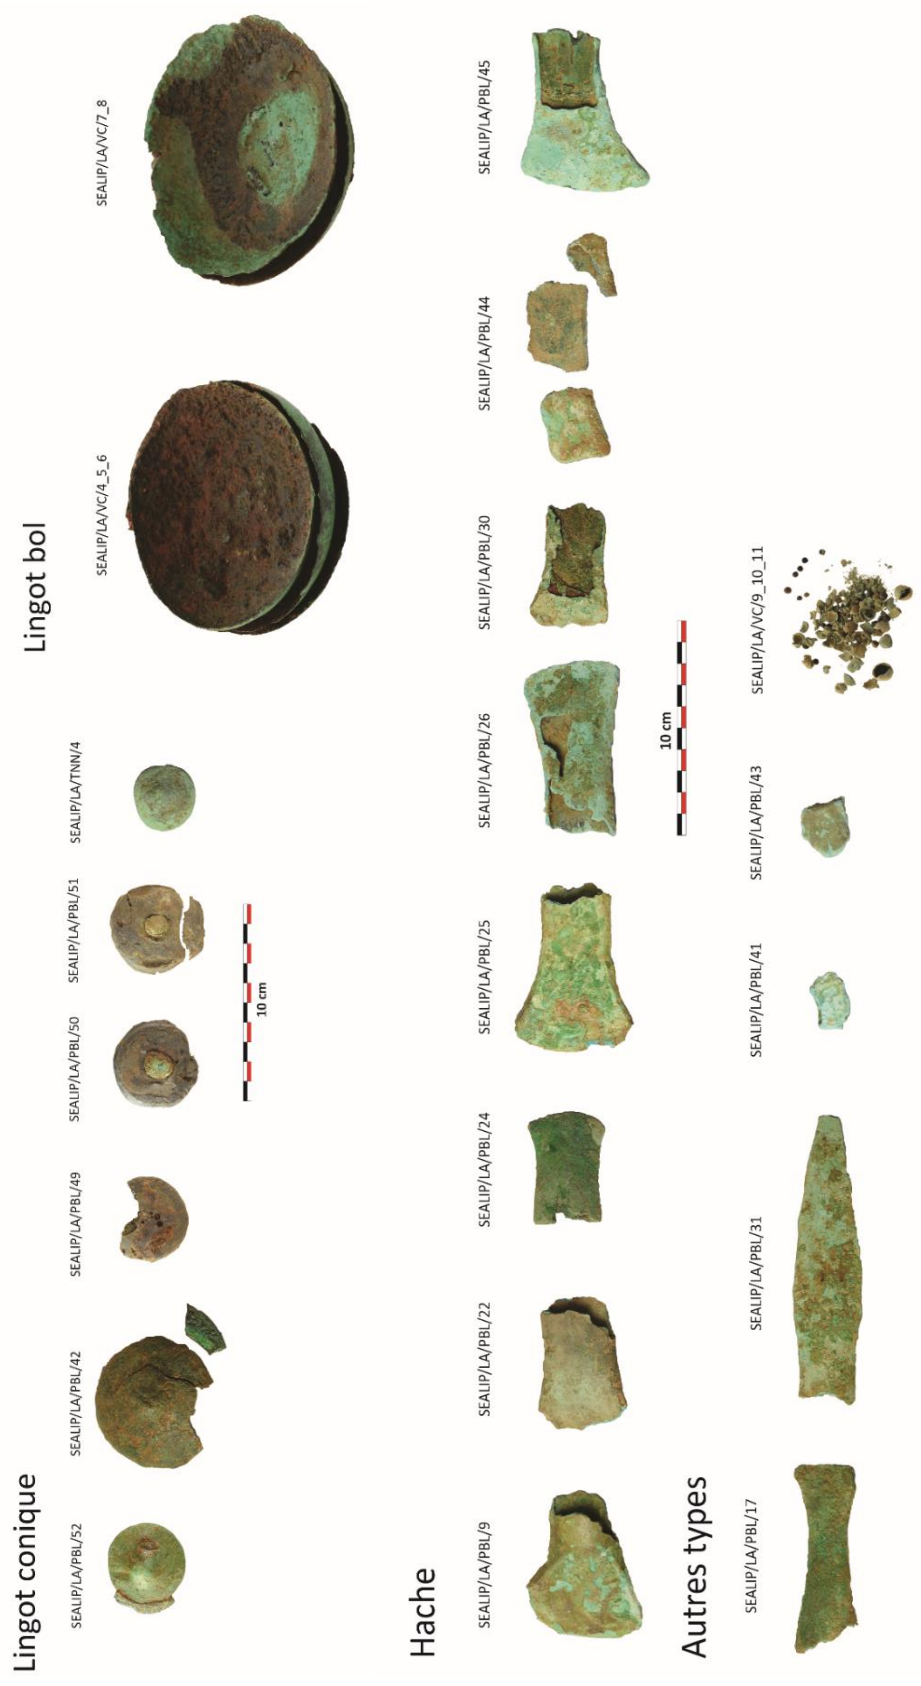 Lingot conique
Lingot bol
SEALIP/LA/PBL/52
SEALIP/LA/PBL/42
SEALIP/LA/PBL/49
SEALIP/LA/PBL/50
SEALIP/LA/PBL/51
SEALIP/LA/TNN/4
SEALIP/LA/VC/4_5_6
SEALIP/LA/VC/7_8
10 cm
Hache
SEALIP/LA/PBL/9
SEALIP/LA/PBL/22
SEALIP/LA/PBL/24
SEALIP/LA/PBL/25
SEALIP/LA/PBL/26
SEALIP/LA/PBL/30
SEALIP/LA/PBL/44
SEALIP/LA/PBL/45
10 cm
Autres types
SEALIP/LA/PBL/17
SEALIP/LA/PBL/31
SEALIP/LA/PBL/41
SEALIP/LA/PBL/43
SEALIP/LA/VC/9_10_11